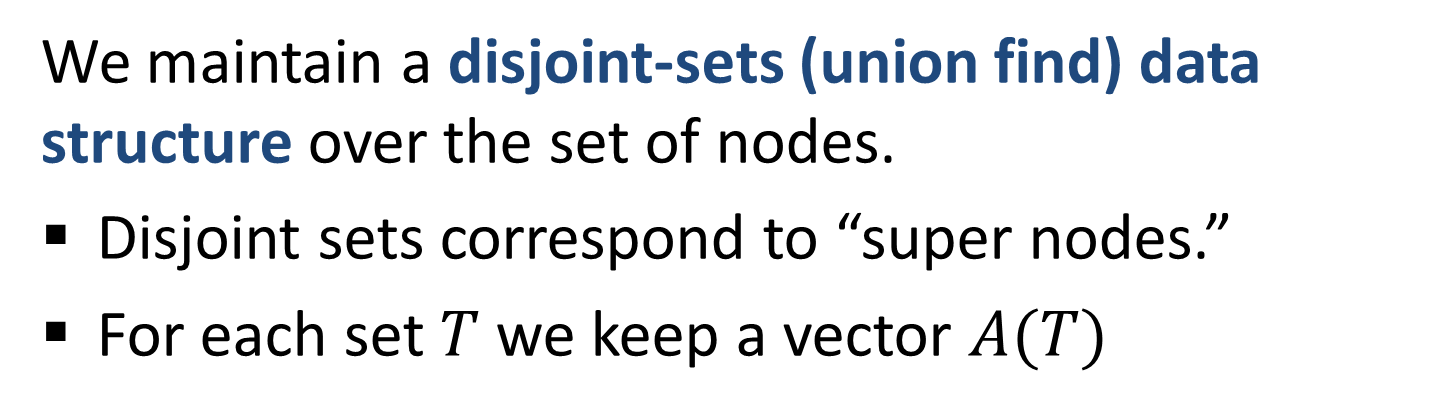 We maintain a disjoint-sets (union find) data
structure over the set of nodes.
▪ Disjoint sets correspond to “super nodes.”
▪ For each set 𝑇 we keep a vector 𝐴(𝑇)